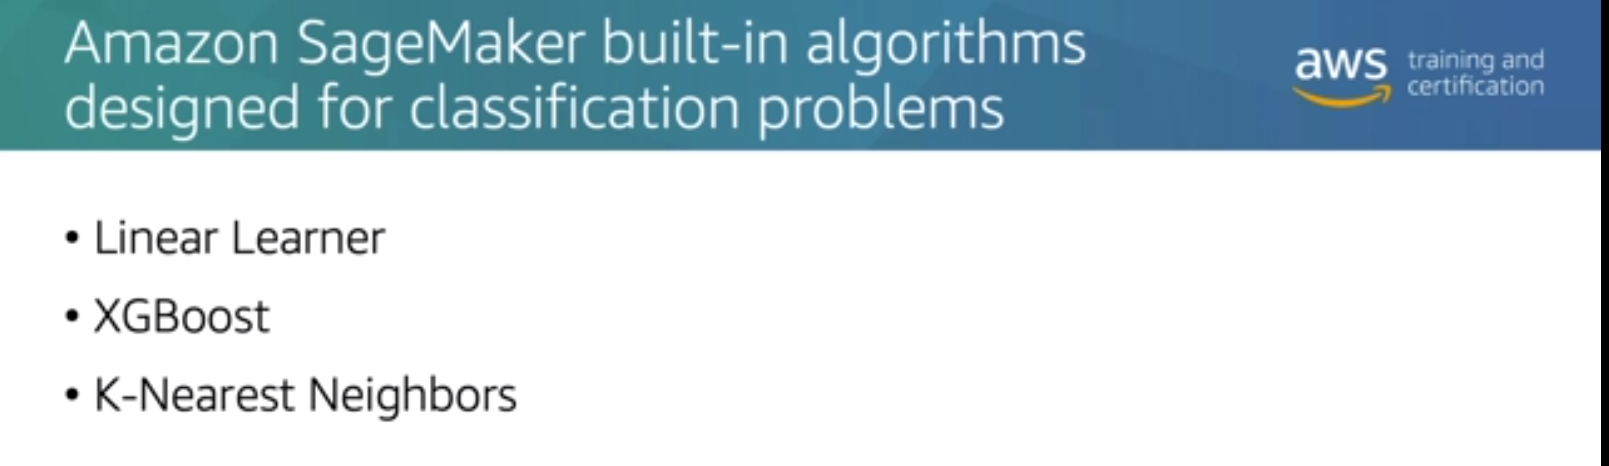 Amazon SageMaker built-in algorithms
designed for classification problems
aws training and
certification
• Linear Learner
• XGBoost
• K-Nearest Neighbors